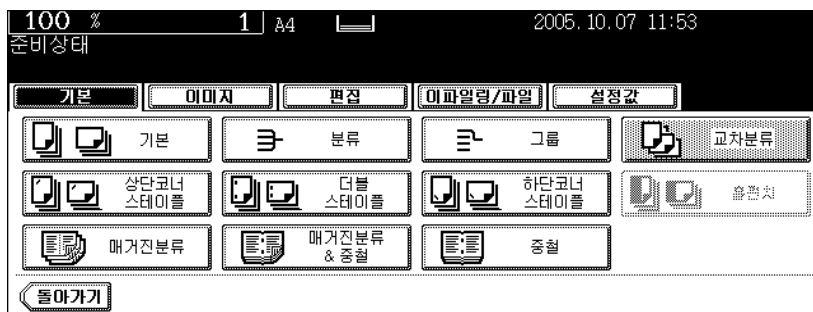 100 % 1 A4 2005.10.07 11:53
준비상태
기본 이미지 편집 이파일링/파일 설정값
기본 분류 그룹 교차분류
상단코너 스테이플
더블 스테이플
하단코너 스테이플
홀펀치
매거진분류
매거진분류 & 중철
중철
돌아가기